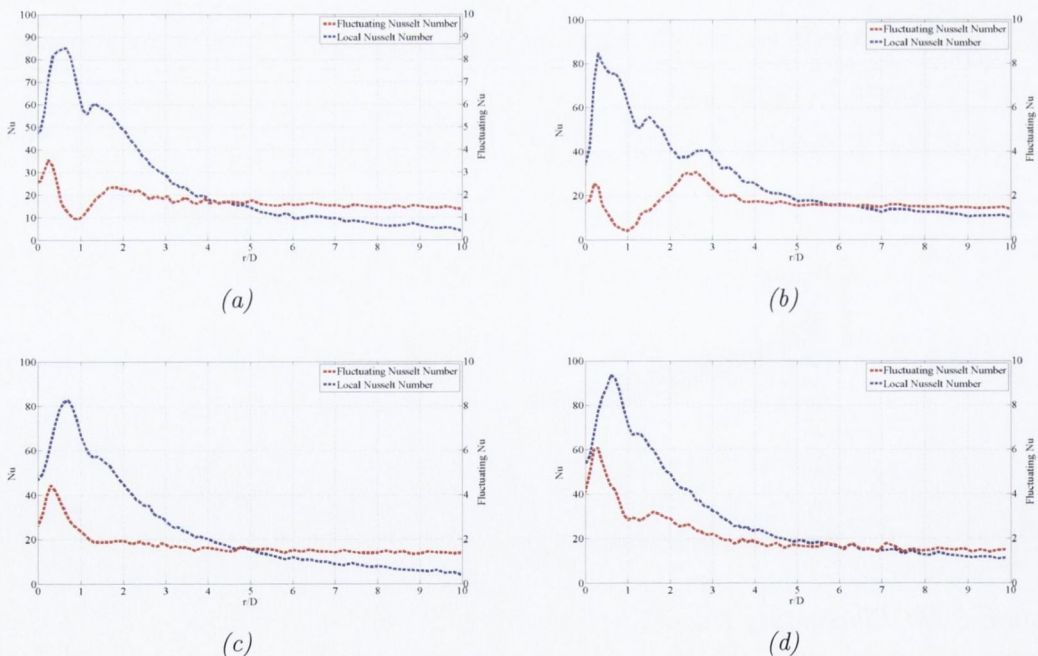 100
90
80
70
60
50
40
30
20
10
0
Nu
10
9
8
7
6
5
4
3
2
1
0
Fluctuating Nu
Fluctuating Nusselt Number
Local Nusselt Number
0 1 2 3 4 5 6 7 8 9 10
r/D
(a)
100
80
60
40
20
0
Nu
10
8
6
4
2
0
Fluctuating Nu
Fluctuating Nusselt Number
Local Nusselt Number
0 1 2 3 4 5 6 7 8 9 10
r/D
(b)
100
80
60
40
20
0
Nu
10
8
6
4
2
0
Fluctuating Nu
Fluctuating Nusselt Number
Local Nusselt Number
0 1 2 3 4 5 6 7 8 9 10
r/D
(c)
100
80
60
40
20
0
Nu
10
8
6
4
2
0
Fluctuating Nu
Fluctuating Nusselt Number
Local Nusselt Number
0 1 2 3 4 5 6 7 8 9 10
r/D
(d)